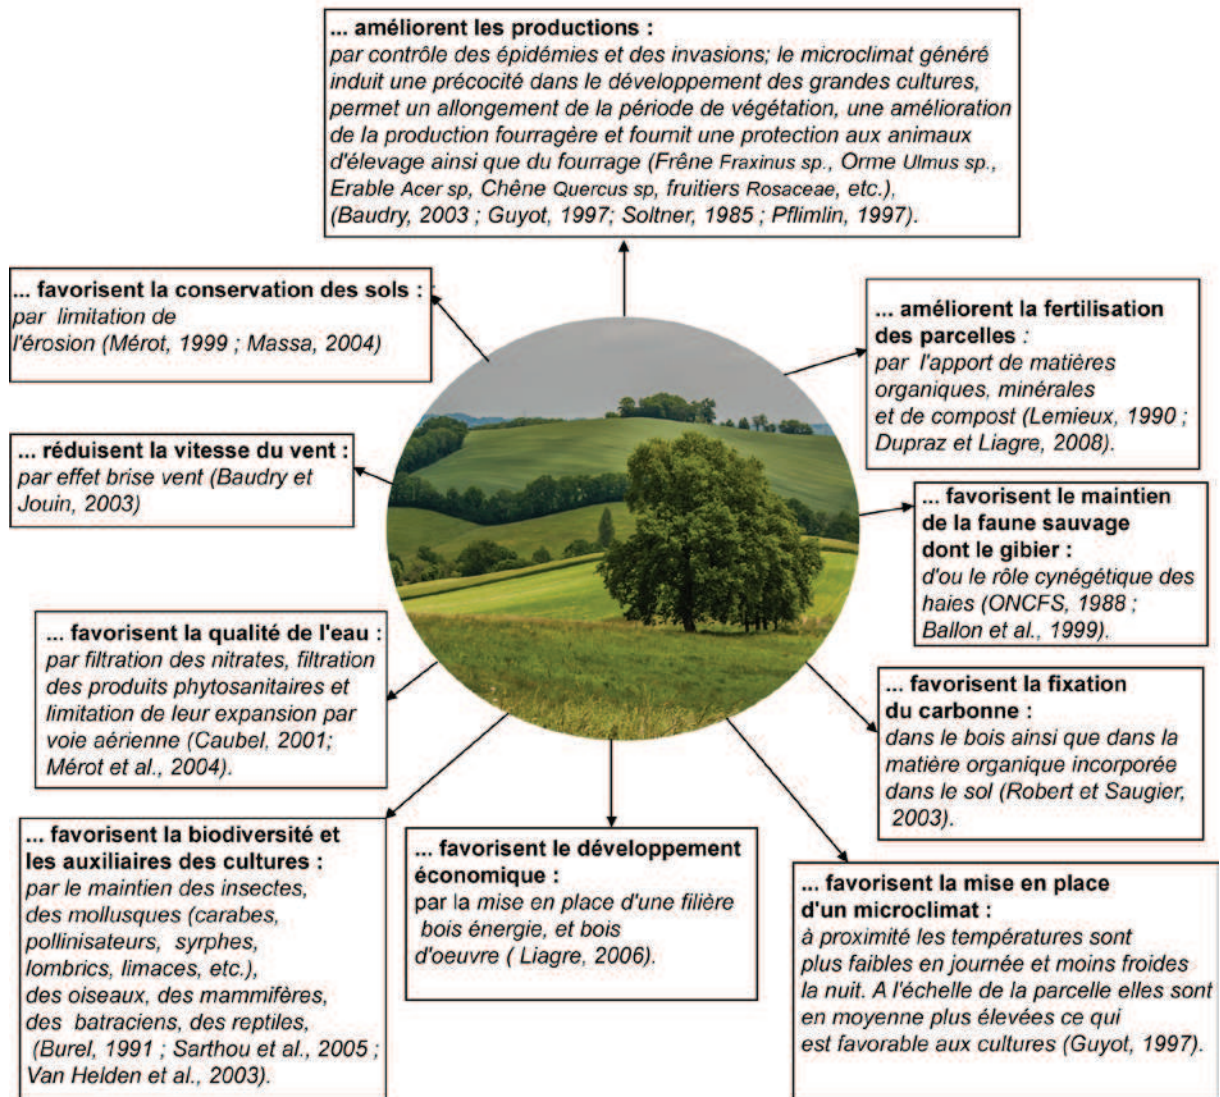 ... améliorent les productions :
par contrôle des épidémies et des invasions; le microclimat généré
induit une précocité dans le développement des grandes cultures,
permet un allongement de la période de végétation, une amélioration
de la production fourragère et fournit une protection aux animaux
d'élevage ainsi que du fourrage (Frêne Fraxinus sp., Orme Ulmus sp.,
Erable Acer sp, Chêne Quercus sp, fruitiers Rosaceae, etc.),
(Baudry, 2003 ; Guyot, 1997; Soltner, 1985 ; Pflimlin, 1997).
... favorisent la conservation des sols :
par limitation de
l'érosion (Mérot, 1999 ; Massa, 2004)
... améliorent la fertilisation
des parcelles :
par l'apport de matières
organiques, minérales
et de compost (Lemieux, 1990 ;
Dupraz et Liagre, 2008).
... réduisent la vitesse du vent :
par effet brise vent (Baudry et
Jouin, 2003)
... favorisent le maintien
de la faune sauvage
dont le gibier :
d'ou le rôle cynégétique des
haies (ONCFS, 1988 ;
Ballon et al., 1999).
... favorisent la qualité de l'eau :
par filtration des nitrates, filtration
des produits phytosanitaires et
limitation de leur expansion par
voie aérienne (Caubel, 2001;
Mérot et al., 2004).
... favorisent la fixation
du carbonne :
dans le bois ainsi que dans la
matière organique incorporée
dans le sol (Robert et Saugier,
2003).
... favorisent la biodiversité et
les auxiliaires des cultures :
par le maintien des insectes,
des mollusques (carabes,
pollinisateurs, syrphes,
lombrics, limaces, etc.),
des oiseaux, des mammifères,
des batraciens, des reptiles,
(Burel, 1991 ; Sarthou et al., 2005 ;
Van Helden et al., 2003).
... favorisent le développement
économique :
par la mise en place d'une filière
bois énergie, et bois
d'oeuvre ( Liagre, 2006).
... favorisent la mise en place
d'un microclimat :
à proximité les températures sont
plus faibles en journée et moins froides
la nuit. A l'échelle de la parcelle elles sont
en moyenne plus élevées ce qui
est favorable aux cultures (Guyot, 1997).